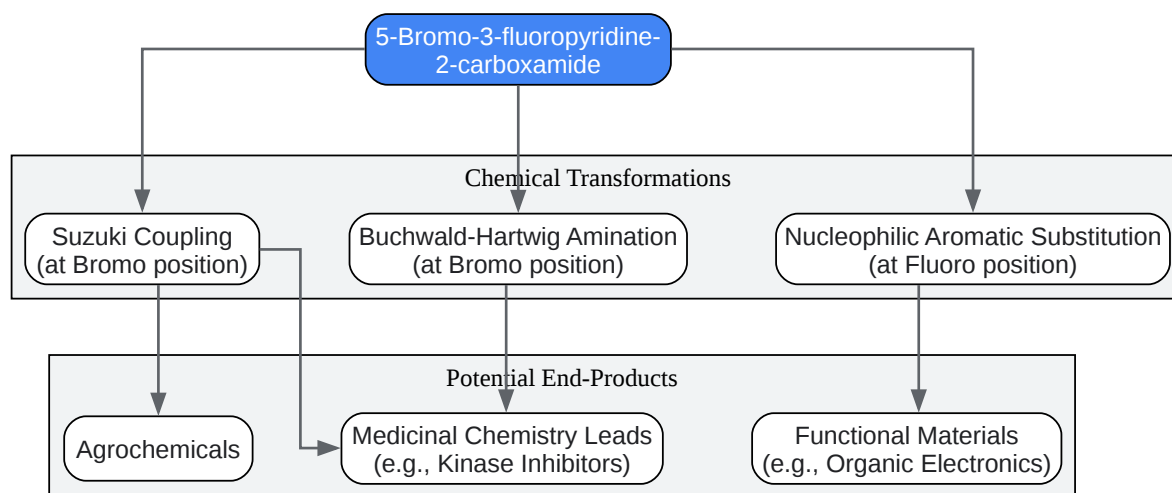 5-Bromo-3-fluoropyridine-
2-carboxamide
Chemical Transformations
Suzuki Coupling
(at Bromo position)
Buchwald-Hartwig Amination
(at Bromo position)
Nucleophilic Aromatic Substitution
(at Fluoro position)
Potential End-Products
Agrochemicals
Medicinal Chemistry Leads
(e.g., Kinase Inhibitors)
Functional Materials
(e.g., Organic Electronics)